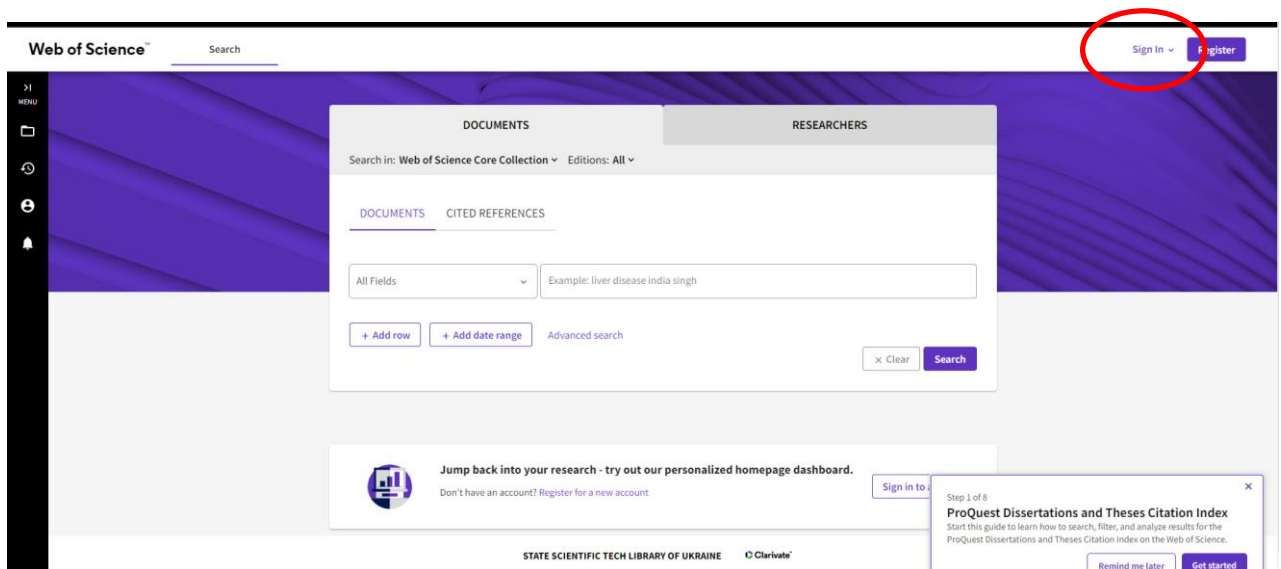 Web of Science™ Search Sign In Register
MENU
DOCUMENTS RESEARCHERS
Search in: Web of Science Core Collection Editions: All
DOCUMENTS CITED REFERENCES
All Fields Example: liver disease india singh
+ Add row + Add date range Advanced search
× Clear Search
Jump back into your research - try out our personalized homepage dashboard.
Don't have an account? Register for a new account
Sign in to
Step 1 of 8 ×
ProQuest Dissertations and Theses Citation Index
Start this guide to learn how to search, filter, and analyze results for the
ProQuest Dissertations and Theses Citation Index on the Web of Science.
Remind me later Get started
STATE SCIENTIFIC TECH LIBRARY OF UKRAINE Clarivate™